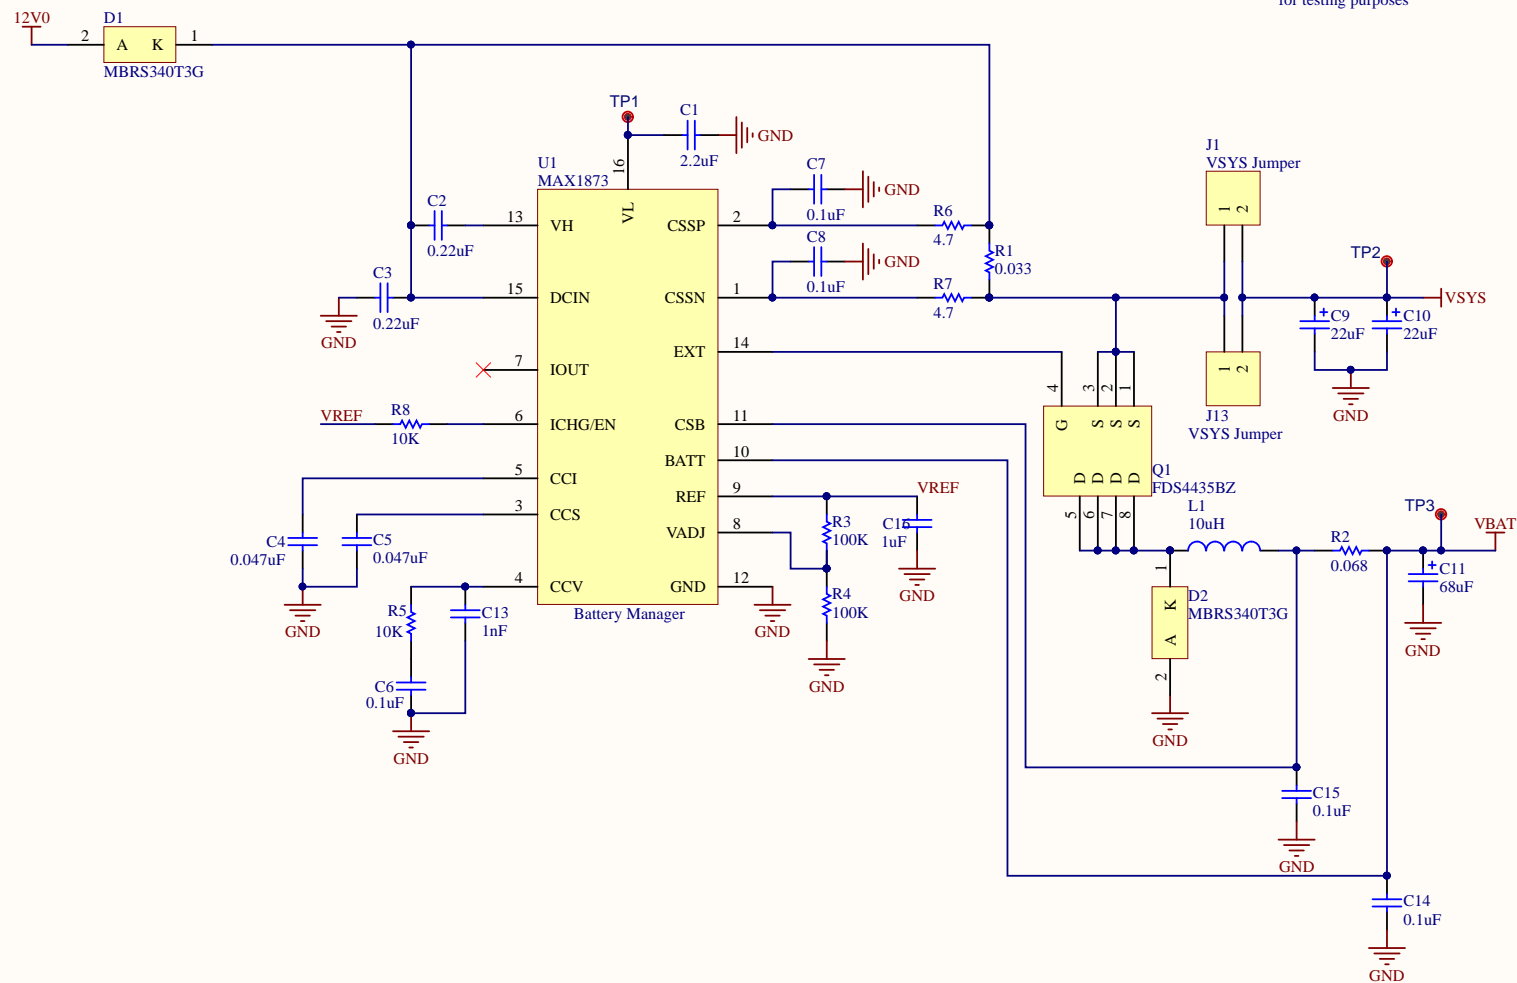 for testing purposes
12V0
D1
2
A
K
1
MBRS340T3G
TP1
C1
GND
2.2uF
16
U1
MAX1873
VL
C7
GND
0.1uF
C2
0.22uF
13
VH
CSSP
2
R6
4.7
R1
0.033
C8
GND
0.1uF
C3
0.22uF
GND
15
DCIN
CSSN
1
R7
4.7
J1
VSYS Jumper
1
2
TP2
VSYS
C9
22uF
C10
22uF
GND
1
2
J13
VSYS Jumper
EXT
14
7
IOUT
4
3
2
1
G
S
S
S
D
D
D
D
Q1
FDS4435BZ
5
6
7
8
VREF
R8
10K
6
ICHG/EN
CSB
11
BATT
10
5
CCI
REF
9
VREF
3
CCS
VADJ
8
R3
100K
C16
1uF
GND
C4
0.047uF
C5
0.047uF
GND
4
CCV
GND
12
GND
R4
100K
GND
Battery Manager
R5
10K
C13
1nF
C6
0.1uF
GND
L1
10uH
TP3
VBAT
R2
0.068
C11
68uF
GND
1
K
A
2
D2
MBRS340T3G
GND
C15
0.1uF
GND
C14
0.1uF
GND